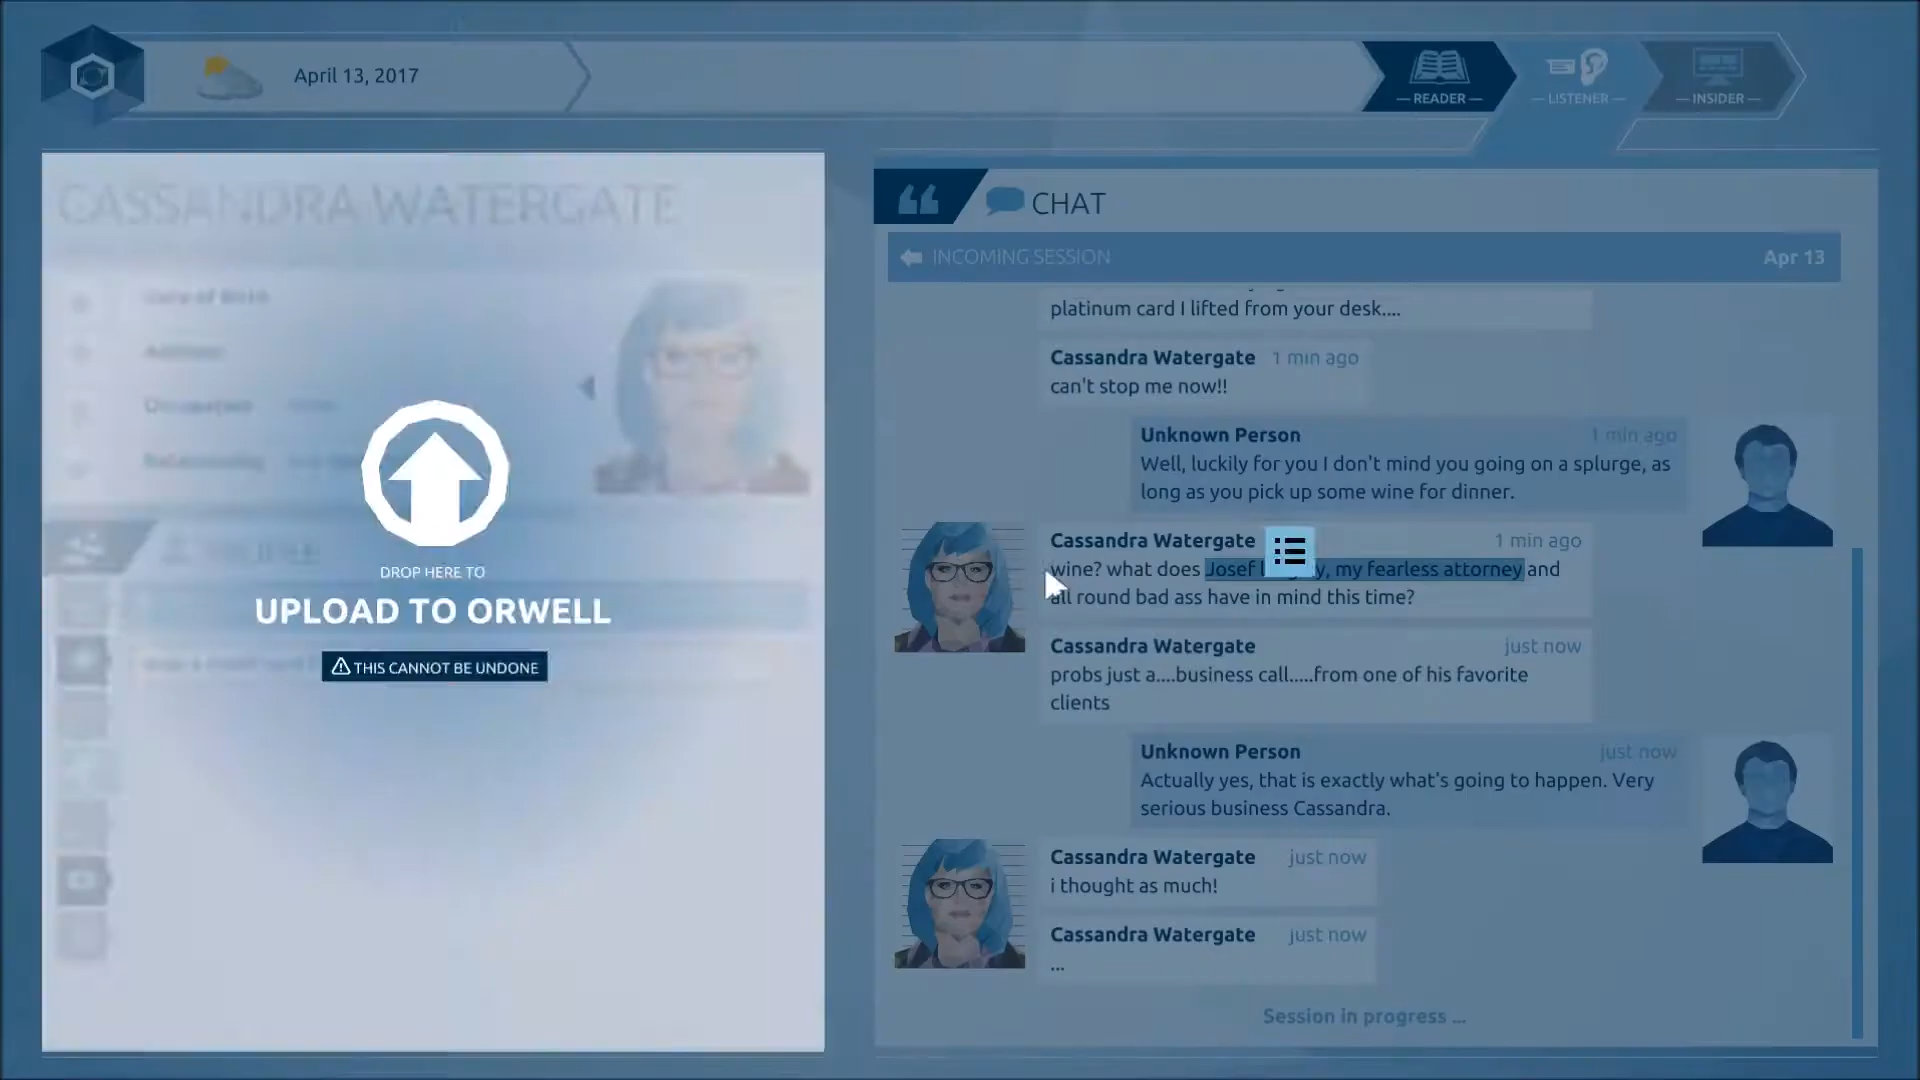 April 13, 2017
— READER —
— LISTENER —
— INSIDER —
CASSANDRA WATERGATE
Date of Birth
Address
Occupation
Relationship
DROP HERE TO
UPLOAD TO ORWELL
THIS CANNOT BE UNDONE
CHAT
INCOMING SESSION
Apr 13
platinum card I lifted from your desk....
Cassandra Watergate 1 min ago
can't stop me now!!
Unknown Person 1 min ago
Well, luckily for you I don't mind you going on a splurge, as
long as you pick up some wine for dinner.
Cassandra Watergate 1 min ago
wine? what does Josef my fearless attorney and
all round bad ass have in mind this time?
Cassandra Watergate just now
probs just a....business call.....from one of his favorite
clients
Unknown Person just now
Actually yes, that is exactly what's going to happen. Very
serious business Cassandra.
Cassandra Watergate just now
i thought as much!
Cassandra Watergate just now
...
Session in progress ...